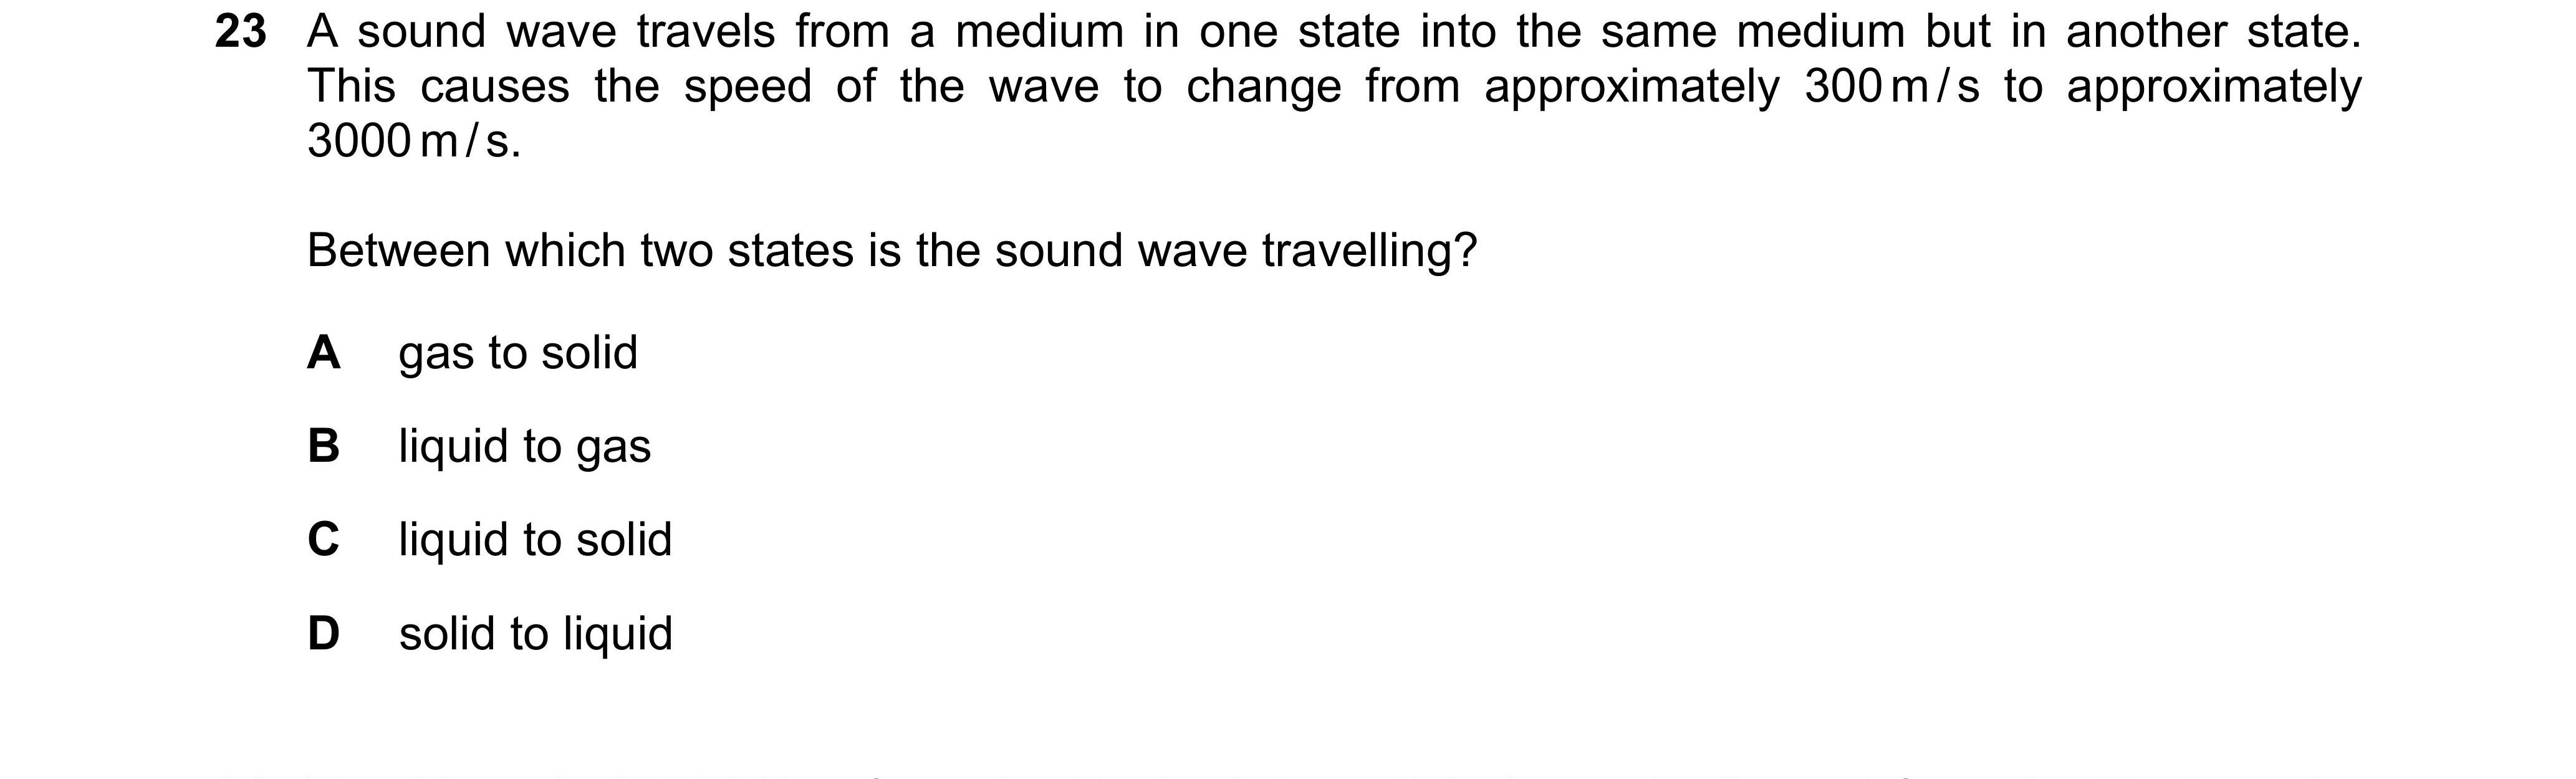 23 A sound wave travels from a medium in one state into the same medium but in another state.
This causes the speed of the wave to change from approximately 300 m / s to approximately
3000 m / s.
Between which two states is the sound wave travelling?
A gas to solid
B liquid to gas
C liquid to solid
D solid to liquid